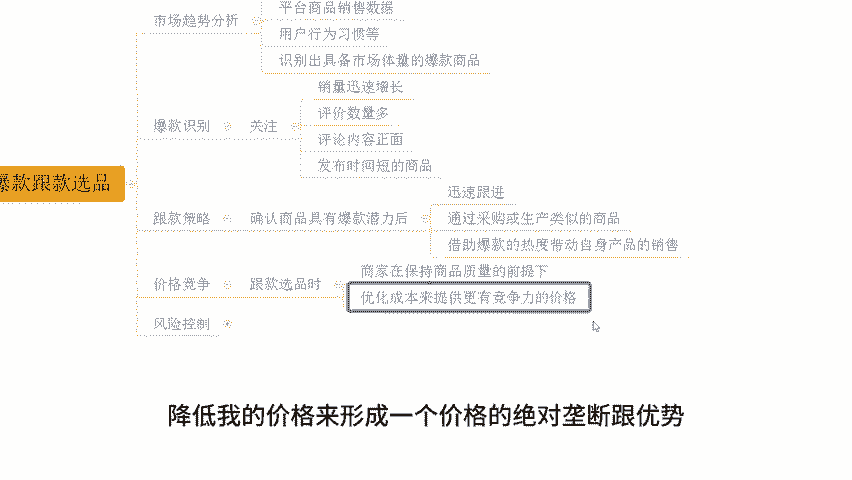 平台商品销售数据
市场趋势分析
用户行为习惯等
识别出具备市场体量的爆款商品
销量迅速增长
评价数量多
爆款识别
关注
评论内容正面
发布时间短的商品
爆款跟款选品
迅速跟进
跟款策略
确认商品具有爆款潜力后
通过采购或生产类似的商品
借助爆款的热度带动自身产品的销售
商家在保持商品质量的前提下
价格竞争
跟款选品时
优化成本来提供更有竞争力的价格
风险控制
降低我的价格来形成一个价格的绝对垄断跟优势